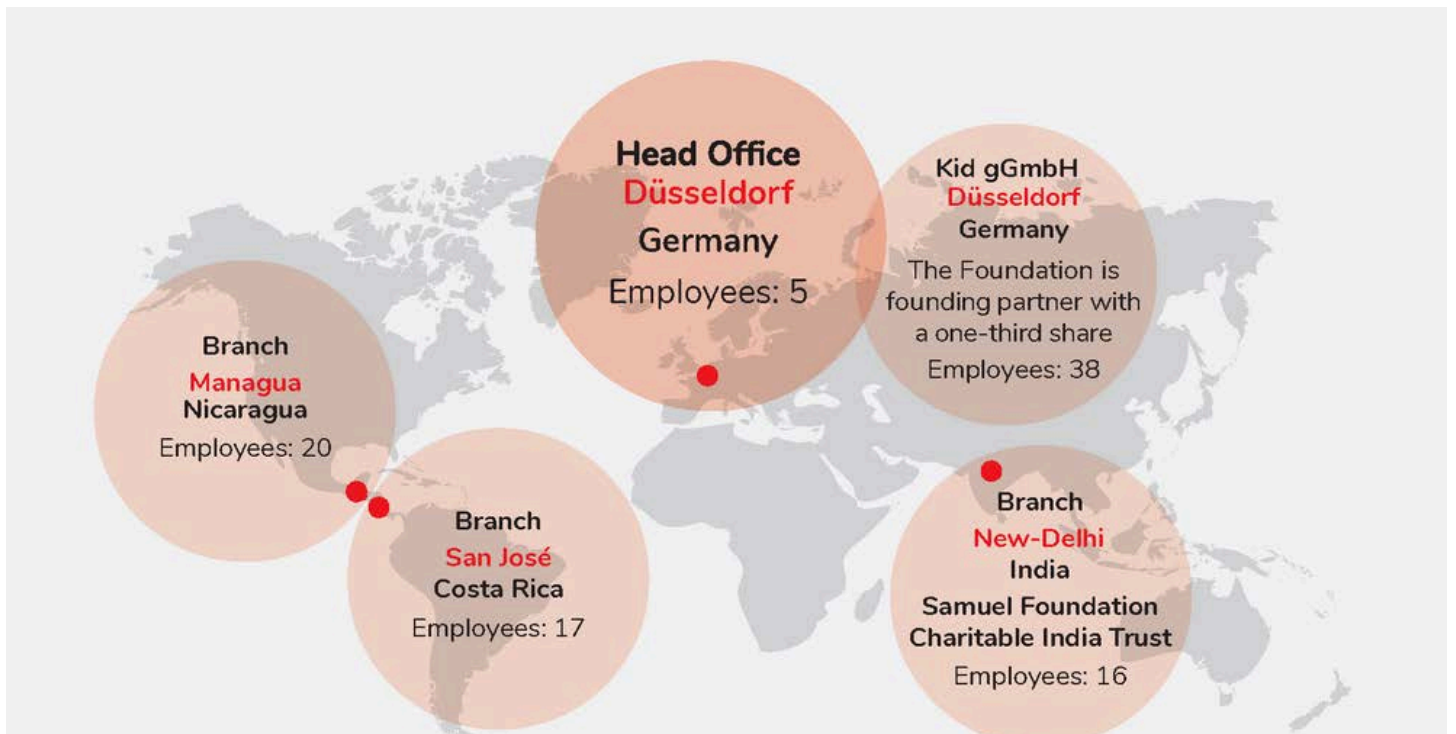 Head Office
Düsseldorf
Germany
Employees: 5
Kid gGmbH
Düsseldorf
Germany
The Foundation is
founding partner with
a one-third share
Employees: 38
Branch
Managua
Nicaragua
Employees: 20
Branch
San José
Costa Rica
Employees: 17
Branch
New-Delhi
India
Samuel Foundation
Charitable India Trust
Employees: 16